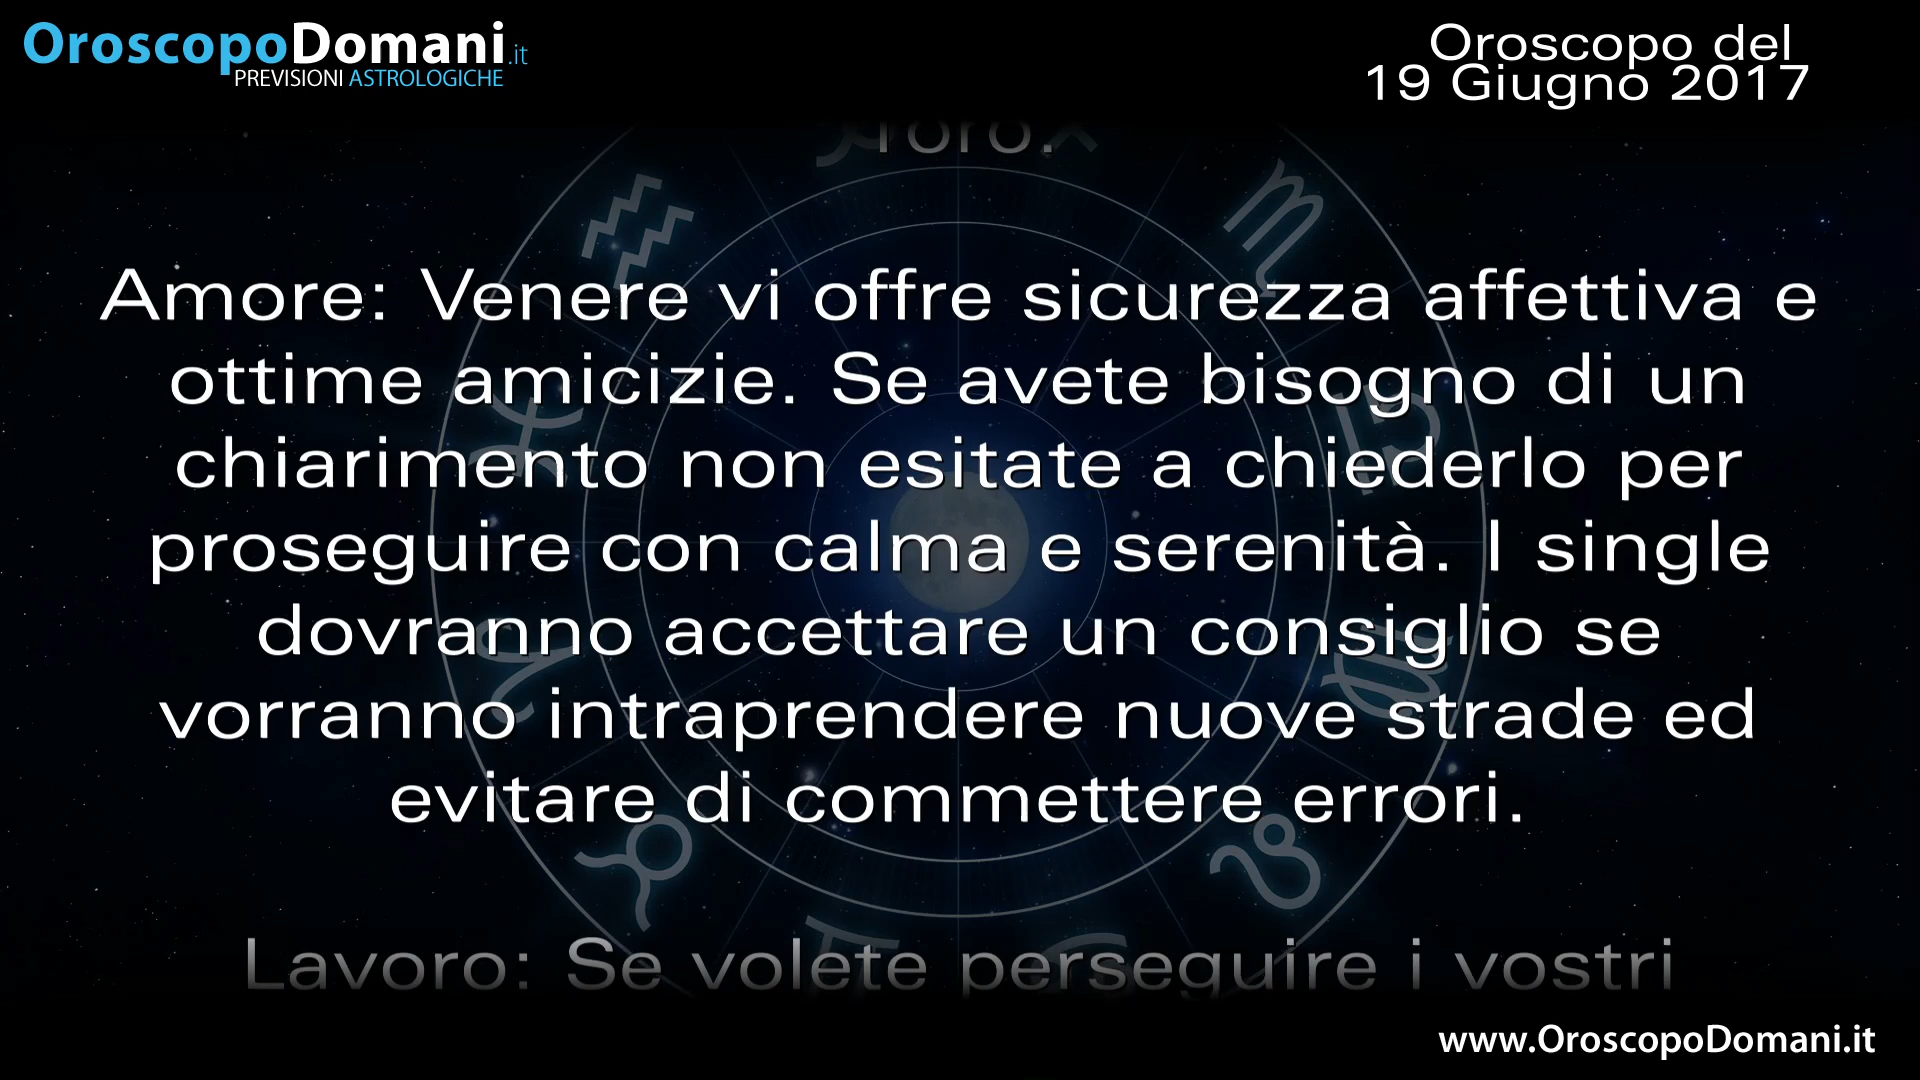 OroscopoDomani.it
PREVISIONI ASTROLOGICHE
Oroscopo del
19 Giugno 2017
Toro:
Amore: Venere vi offre sicurezza affettiva e
ottime amicizie. Se avete bisogno di un
chiarimento non esitate a chiederlo per
proseguire con calma e serenità. I single
dovranno accettare un consiglio se
vorranno intraprendere nuove strade ed
evitare di commettere errori.
Lavoro: Se volete perseguire i vostri
www.OroscopoDomani.it